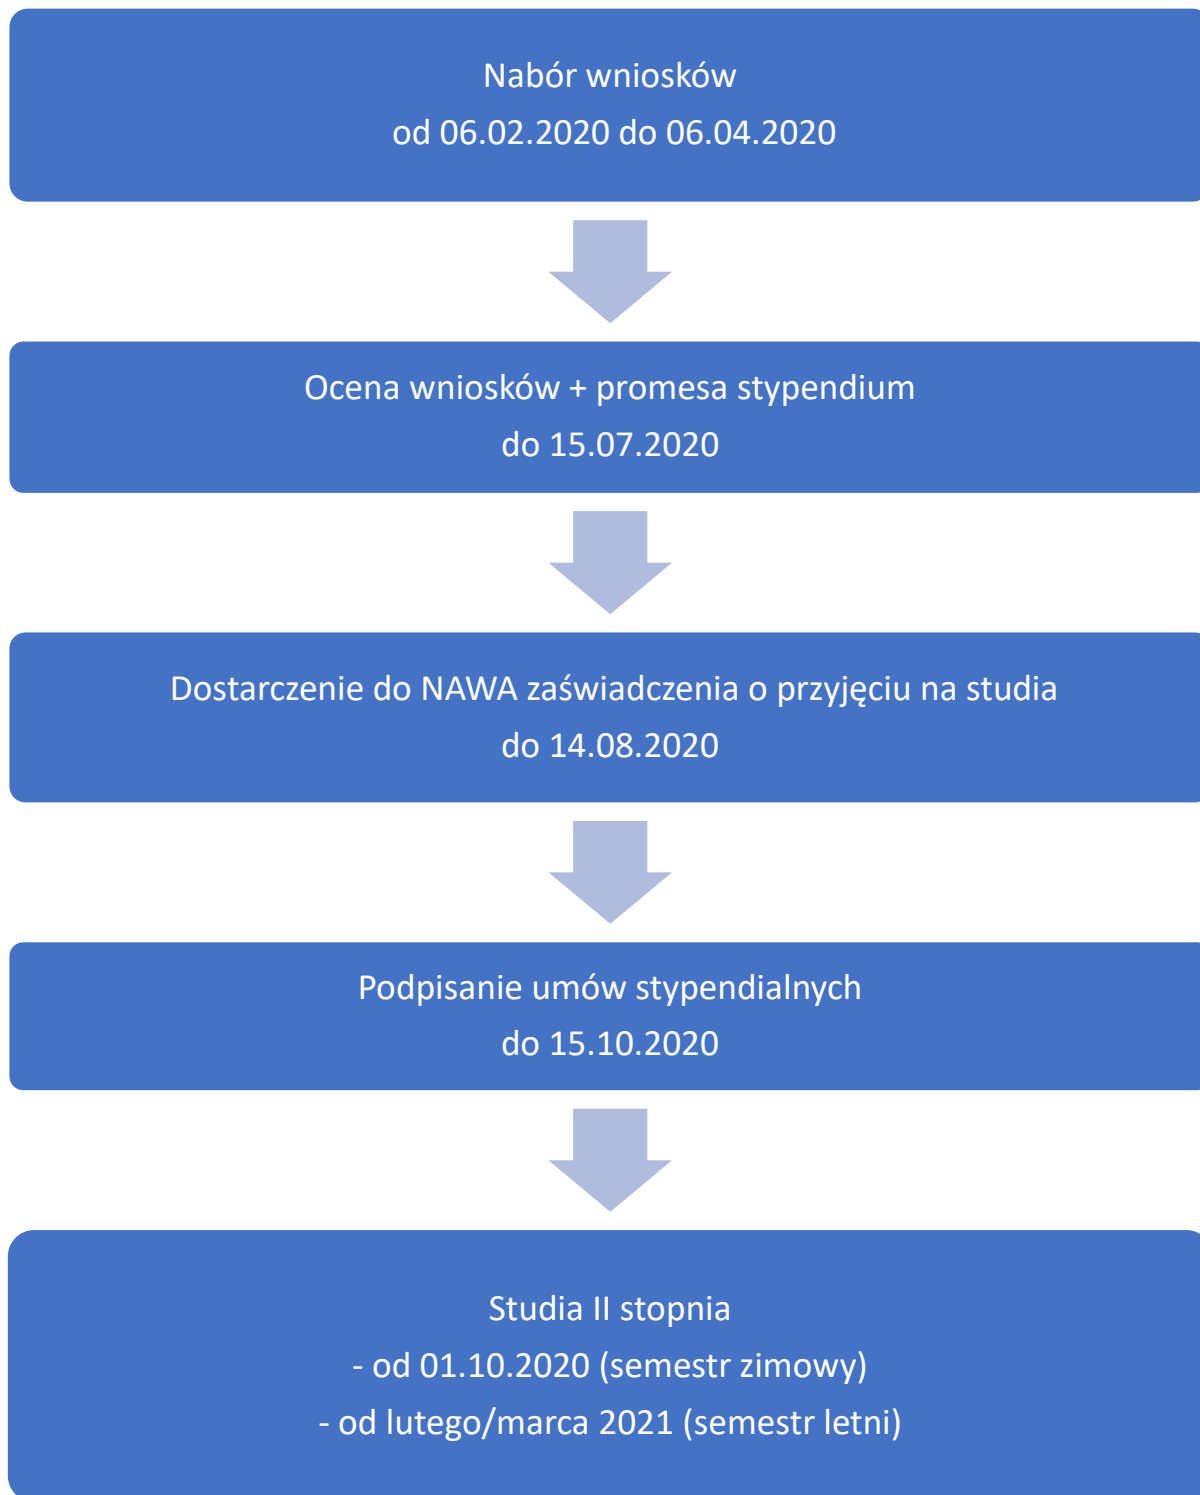 Nabór wniosków
od 06.02.2020 do 06.04.2020
Ocena wniosków + promesa stypendium
do 15.07.2020
Dostarczenie do NAWA zaświadczenia o przyjęciu na studia
do 14.08.2020
Podpisanie umów stypendialnych
do 15.10.2020
Studia II stopnia
- od 01.10.2020 (semestr zimowy)
- od lutego/marca 2021 (semestr letni)